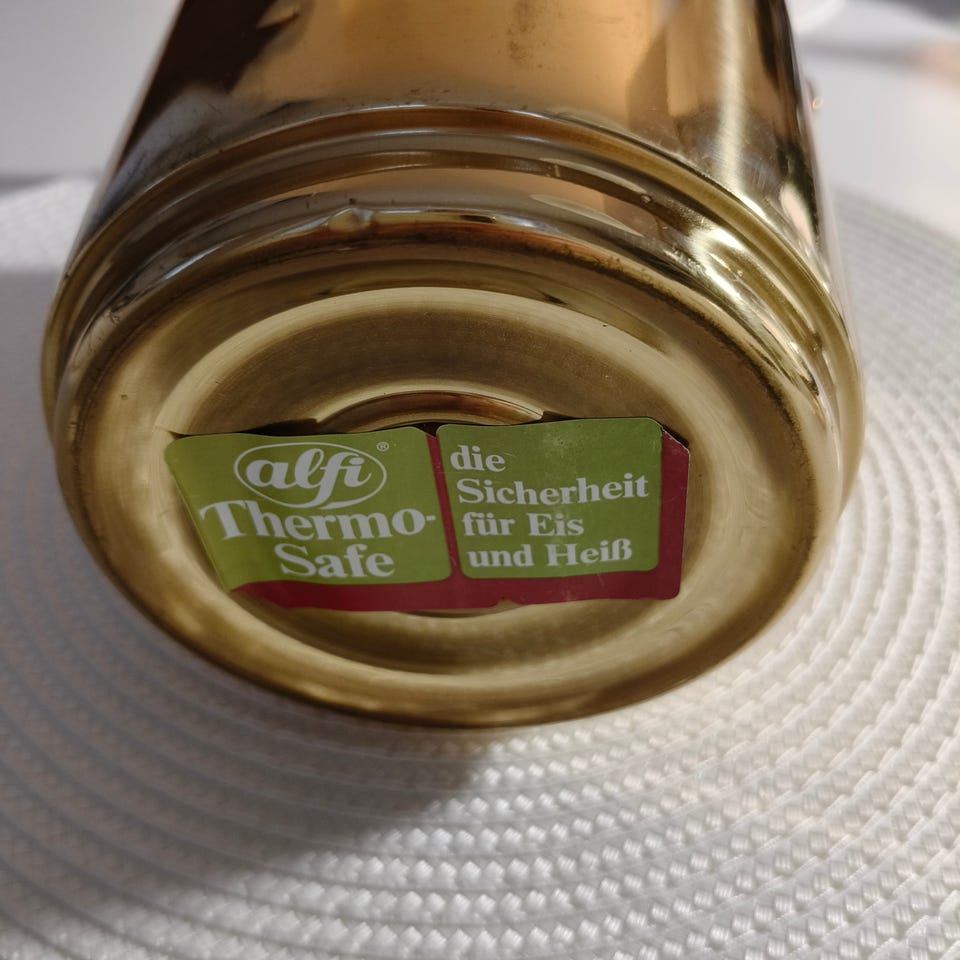 alfi®
Thermo-
Safe
die
Sicherheit
für Eis
und Heiß